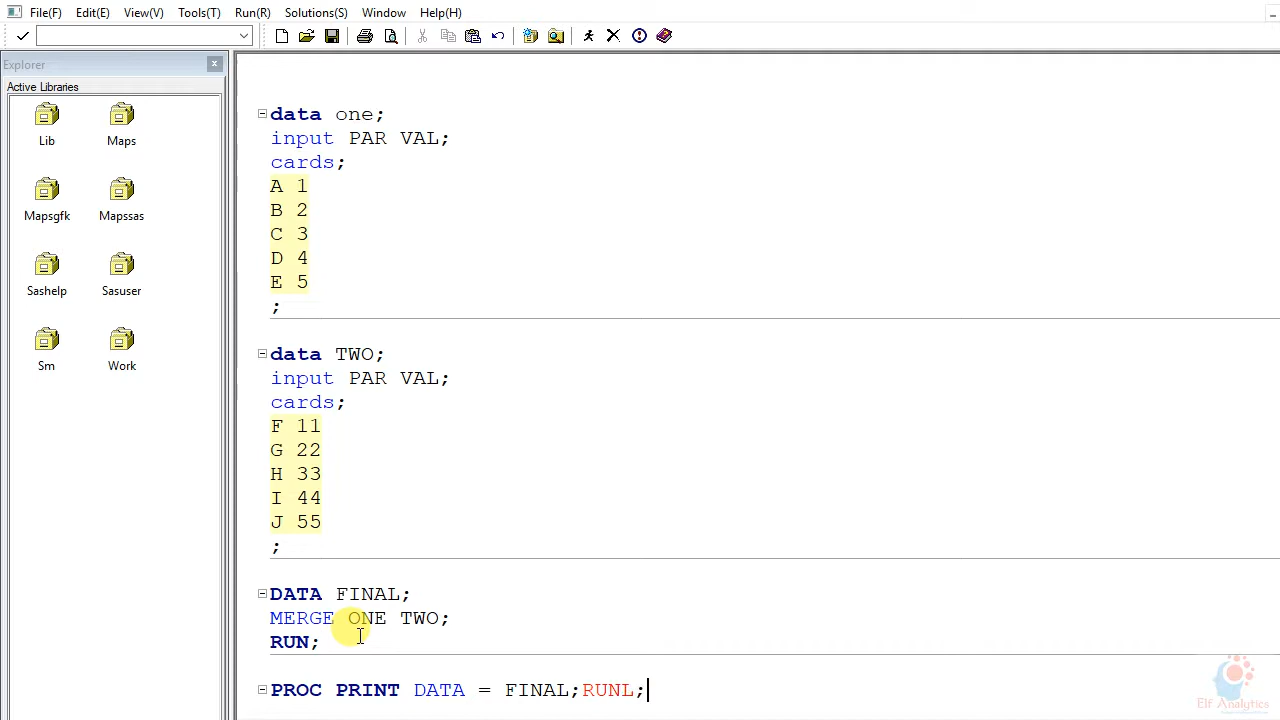 File(F) Edit(E) View(V) Tools(T) Run(R) Solutions(S) Window Help(H)
Explorer
Active Libraries
Lib Maps
Mapsgfk Mapssas
Sashelp Sasuser
Sm Work
data one;
input PAR VAL;
cards;
A 1
B 2
C 3
D 4
E 5
;
data TWO;
input PAR VAL;
cards;
F 11
G 22
H 33
I 44
J 55
;
DATA FINAL;
MERGE ONE TWO;
RUN;
PROC PRINT DATA = FINAL;RUNL;
Elf Analytics